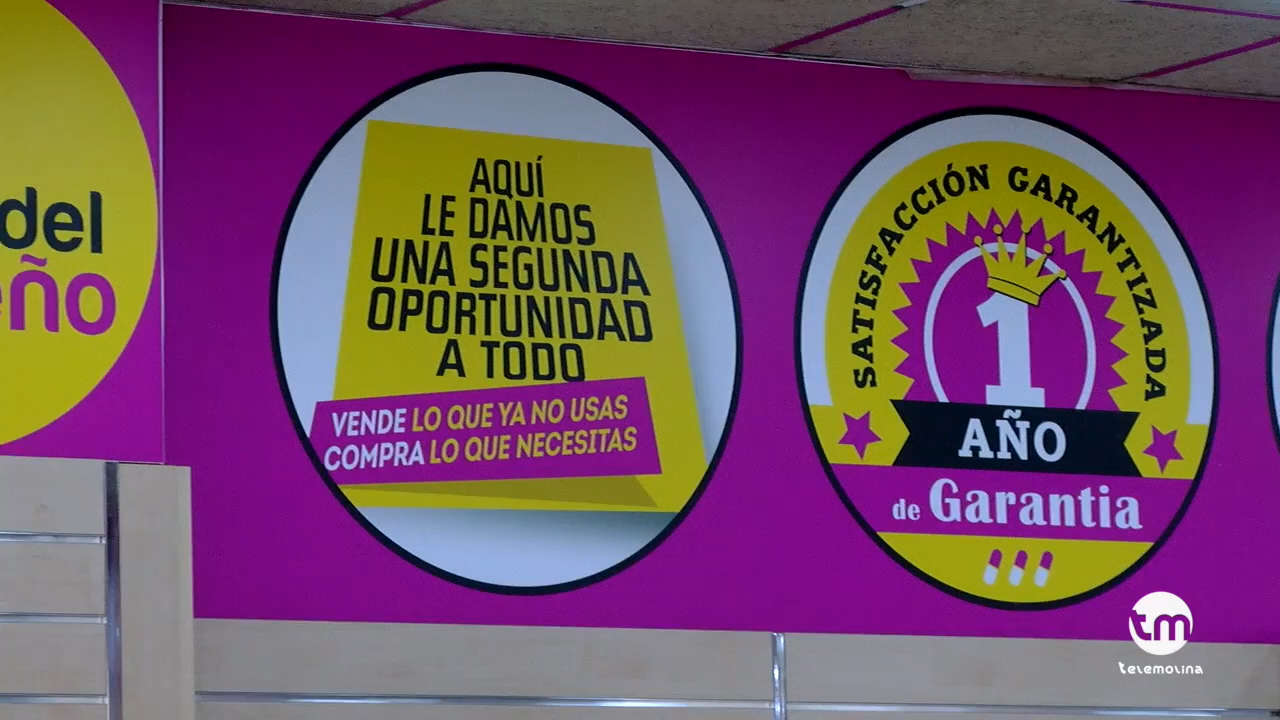 del
eño
AQUÍ
LE DAMOS
UNA SEGUNDA
OPORTUNIDAD
A TODO
VENDE LO QUE YA NO USAS
COMPRA LO QUE NECESITAS
SATISFACCIÓN GARANTIZADA
1
AÑO
de Garantia
tm
telemolina